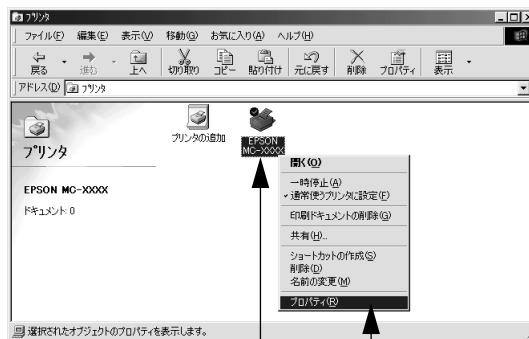 プリンタ
ファイル(F) 編集(E) 表示(V) 移動(G) お気に入り(A) ヘルプ(H)
戻る 進む 上へ 切り取り コピー 貼り付け 元に戻す 削除 プロパティ 表示
アドレス(D) プリンタ
プリンタ
EPSON MC-XXXX
ドキュメント: 0
プリンタの追加
EPSON
MC-XXXX
開く(O)
一時停止(A)
通常使うプリンタに設定(F)
印刷ドキュメントの削除(G)
共有(H)...
ショートカットの作成(S)
削除(D)
名前の変更(M)
プロパティ(R)
選択されたオブジェクトのプロパティを表示します。